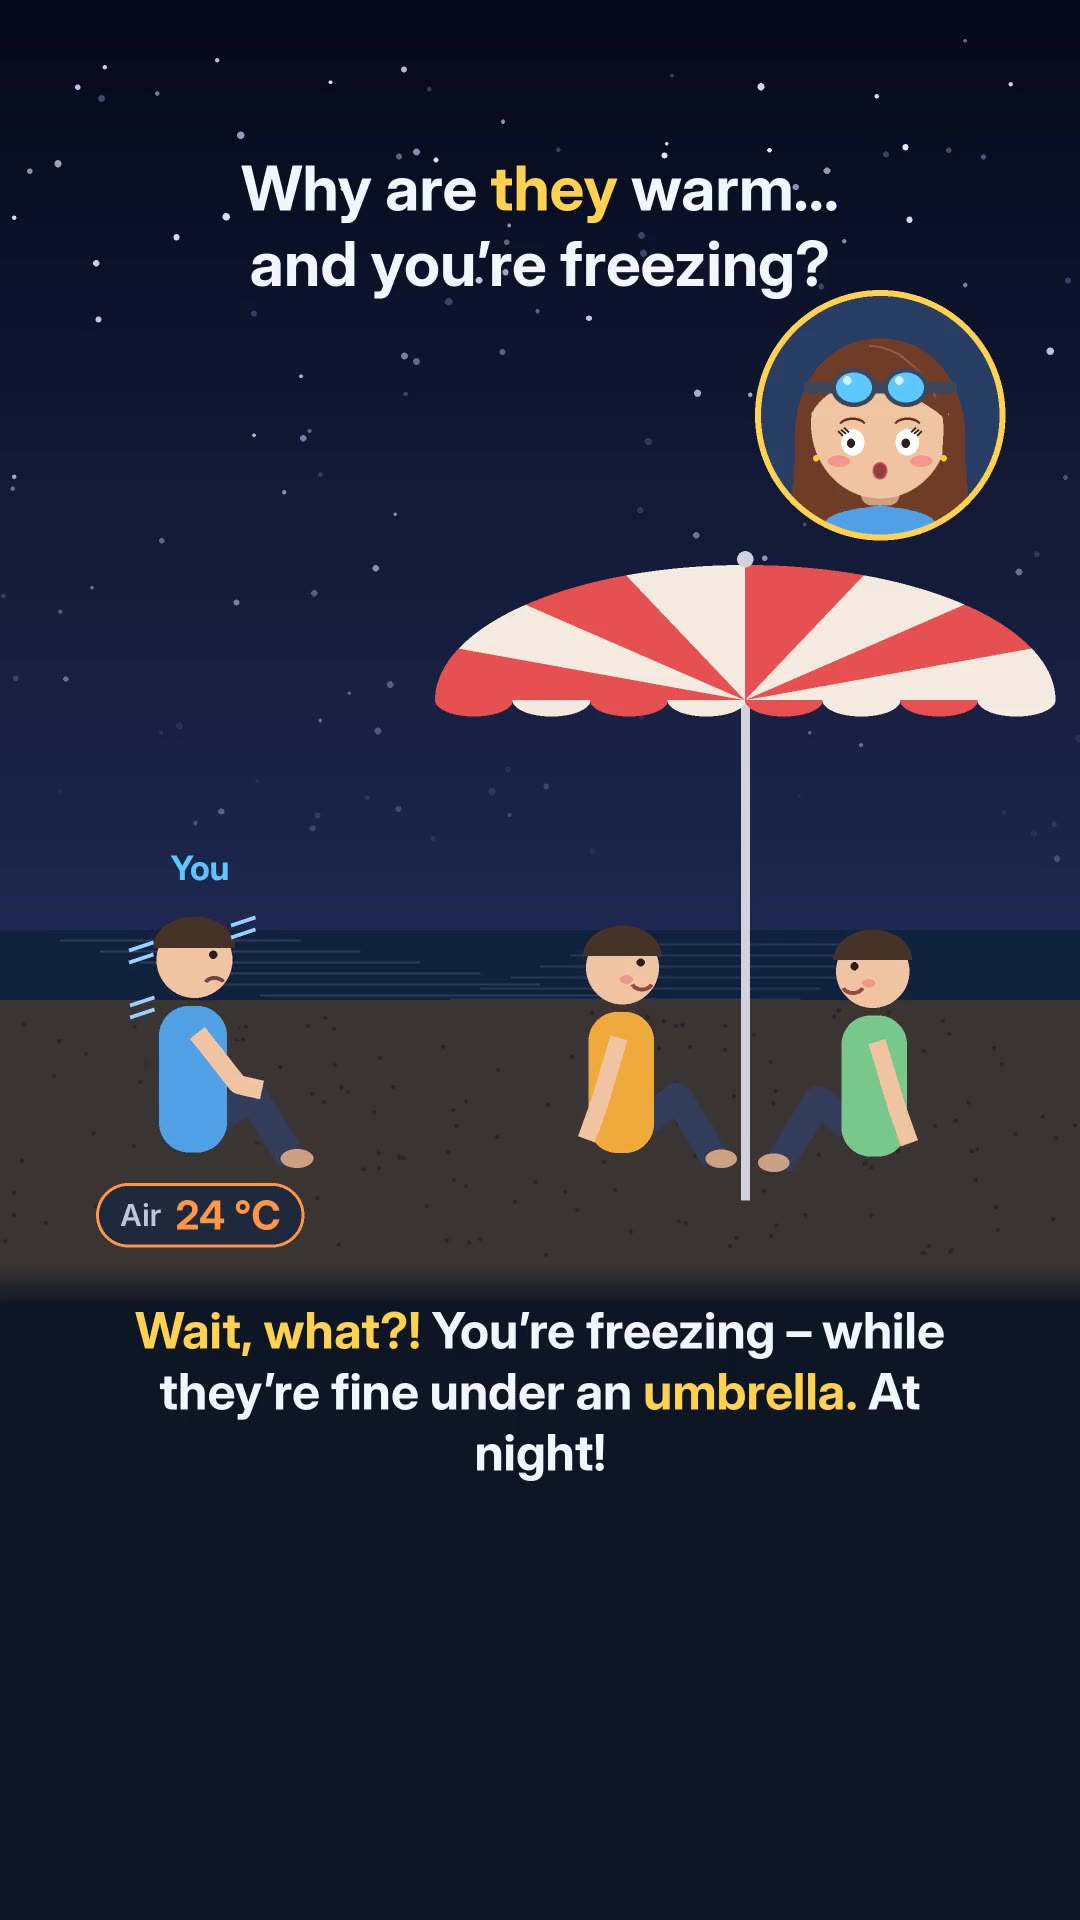 Why are they warm...
and you're freezing?
You
Air 24 °C
Wait, what?! You're freezing – while
they're fine under an umbrella. At
night!